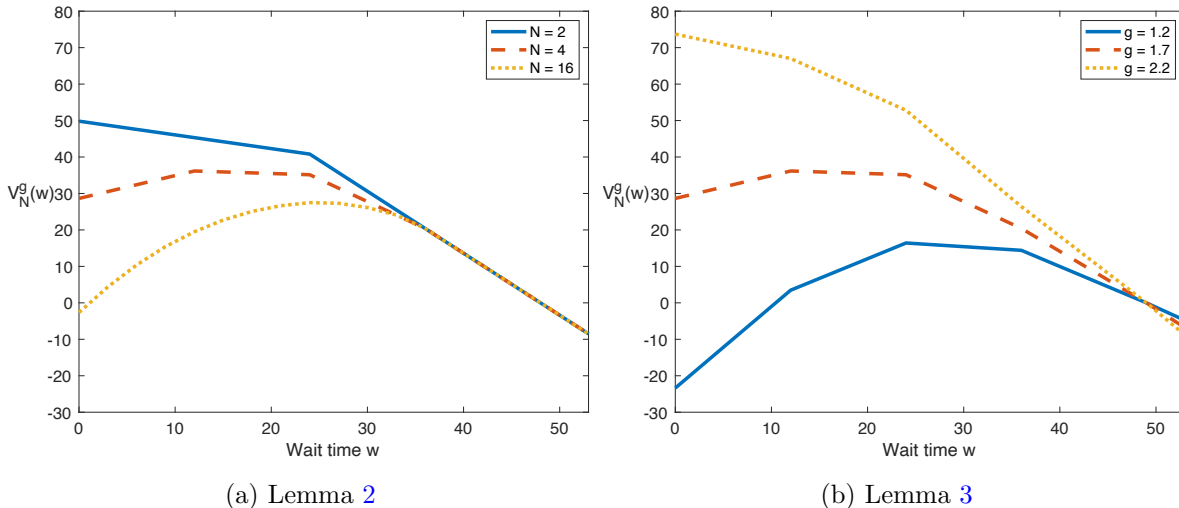 80
70
60
50
40
V_N^g(w)30
20
10
0
-10
-20
-30
0 10 20 30 40 50
Wait time w
N = 2
N = 4
N = 16
(a) Lemma 2
80
70
60
50
40
V_N^g(w)30
20
10
0
-10
-20
-30
0 10 20 30 40 50
Wait time w
g = 1.2
g = 1.7
g = 2.2
(b) Lemma 3